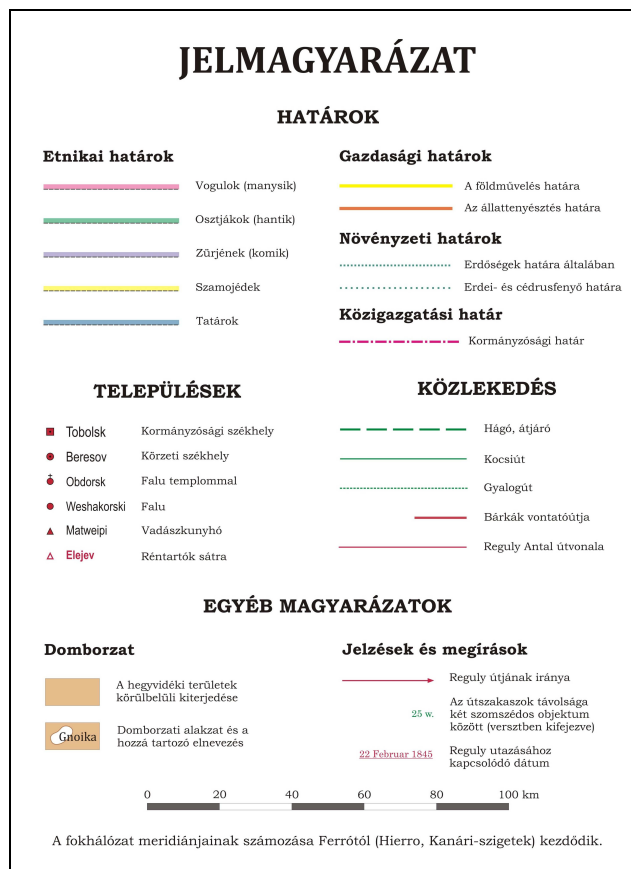 JELMAGYARÁZAT
HATÁROK
Etnikai határok
Vogulok (manysik)
Osztjákok (hantik)
Zűrjének (komik)
Szamojédek
Tatárok
Gazdasági határok
A földművelés határa
Az állattenyésztés határa
Növényzeti határok
Erdőségek határa általában
Erdei- és cédrusfenyő határa
Közigazgatási határ
Kormányzósági határ
TELEPÜLÉSEK
Tobolsk Kormányzósági székhely
Beresov Körzeti székhely
Obdorsk Falu templommal
Weshakorski Falu
Matweipi Vadászkunyhó
Elejev Réntartók sátra
KÖZLEKEDÉS
Hágó, átjáró
Kocsiút
Gyalogút
Bárkák vontatóútja
Reguly Antal útvonala
EGYÉB MAGYARÁZATOK
Domborzat
A hegyvidéki területek
körülbelüli kiterjedése
Gnoika
Domborzati alakzat és a
hozzá tartozó elnevezés
Jelzések és megírások
Reguly útjának iránya
25 w.
Az útszakaszok távolsága
két szomszédos objektum
között (versztben kifejezve)
22 Februar 1845
Reguly utazásához
kapcsolódó dátum
0 20 40 60 80 100 km
A fokhálózat meridiánjainak számozása Ferrótól (Hierro, Kanári-szigetek) kezdődik.